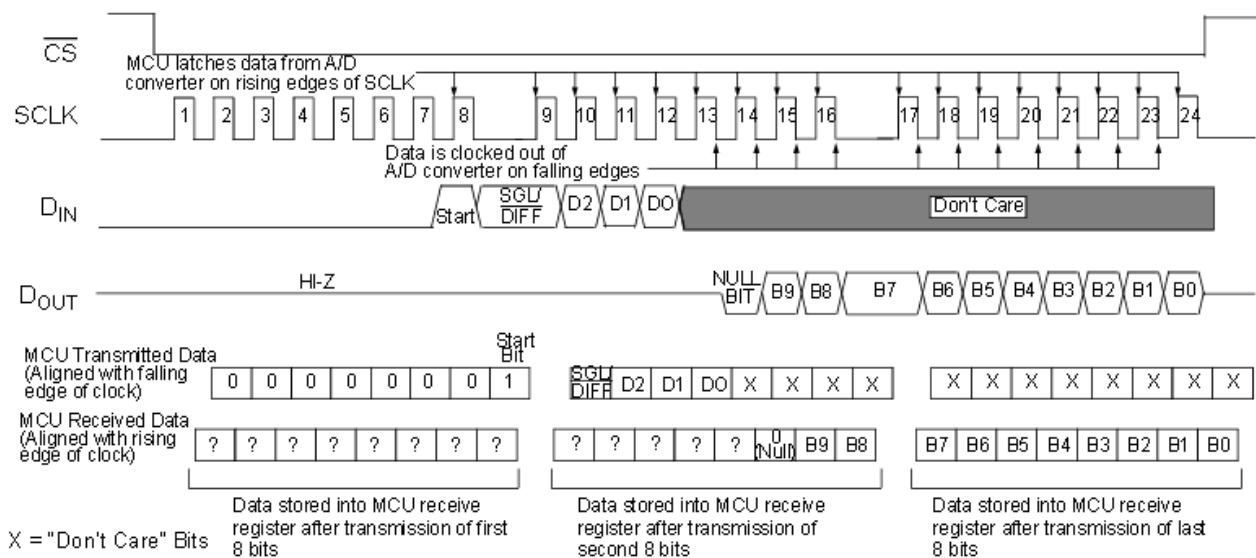 CS
MCU latches data from A/D
converter on rising edges of SCLK
SCLK
1 2 3 4 5 6 7 8 9 10 11 12 13 14 15 16 17 18 19 20 21 22 23 24
Data is clocked out of
A/D converter on falling edges
DIN
Start SGL/DIFF D2 D1 D0 Don't Care
HI-Z
DOUT
NULL BIT B9 B8 B7 B6 B5 B4 B3 B2 B1 B0
Start
Bit
MCU Transmitted Data
(Aligned with falling
edge of clock)
0 0 0 0 0 0 0 1 SGL/DIFF D2 D1 D0 X X X X X X X X X X X X
MCU Received Data
(Aligned with rising
edge of clock)
? ? ? ? ? ? ? ? ? ? ? ? ? 0 (Null) B9 B8 B7 B6 B5 B4 B3 B2 B1 B0
Data stored into MCU receive
register after transmission of first
8 bits
Data stored into MCU receive
register after transmission of
second 8 bits
Data stored into MCU receive
register after transmission of last
8 bits
X = "Don't Care" Bits